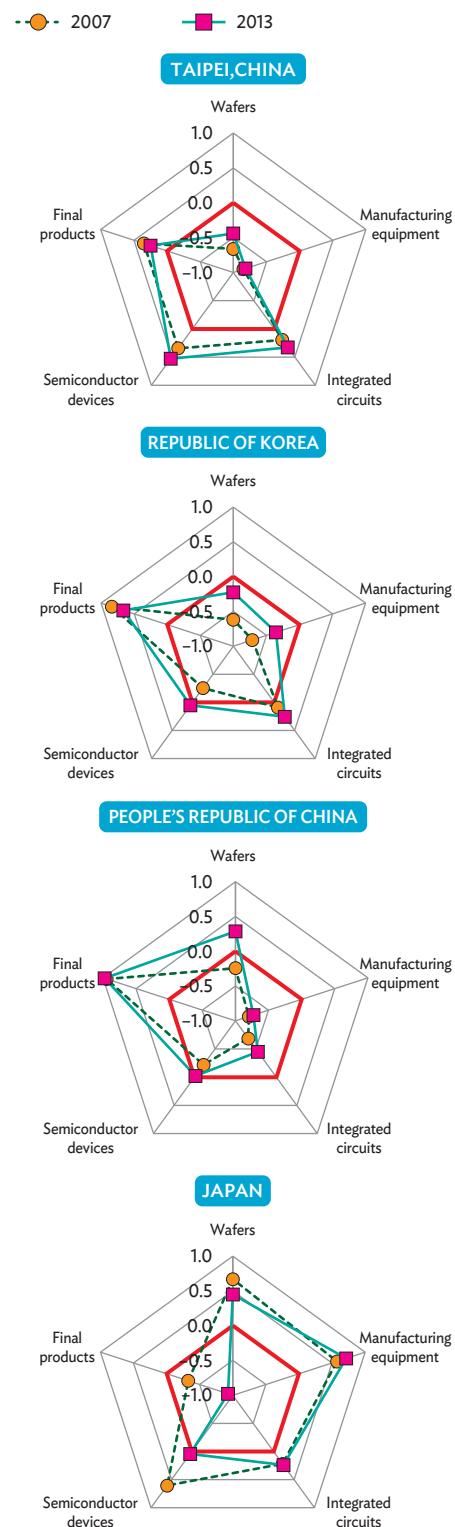 2007 2013
TAIPEI,CHINA
Wafers
1.0
0.5
0.0
–0.5
–1.0
Final
products
Manufacturing
equipment
Semiconductor
devices
Integrated
circuits
REPUBLIC OF KOREA
Wafers
1.0
0.5
0.0
–0.5
–1.0
Final
products
Manufacturing
equipment
Semiconductor
devices
Integrated
circuits
PEOPLE'S REPUBLIC OF CHINA
Wafers
1.0
0.5
0.0
–0.5
–1.0
Final
products
Manufacturing
equipment
Semiconductor
devices
Integrated
circuits
JAPAN
Wafers
1.0
0.5
0.0
–0.5
–1.0
Final
products
Manufacturing
equipment
Semiconductor
devices
Integrated
circuits